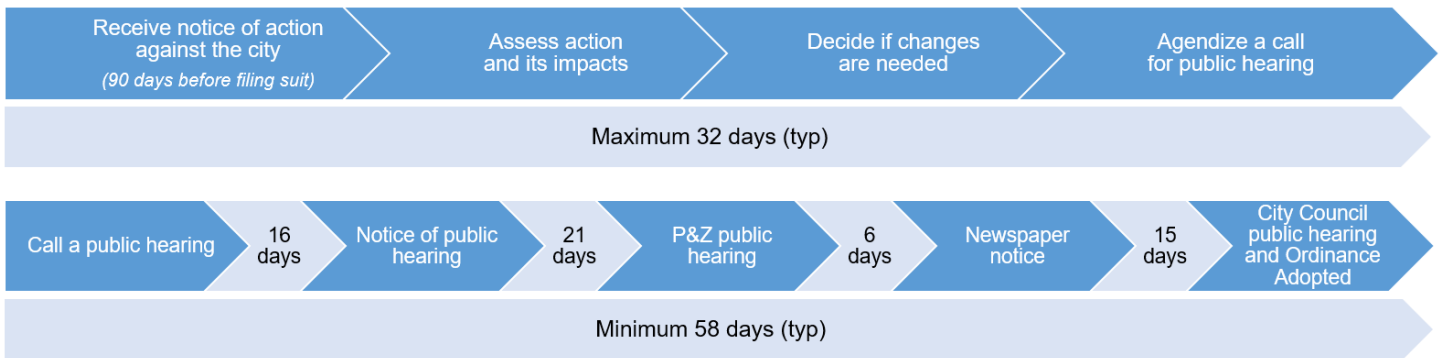 Receive notice of action
against the city
(90 days before filing suit)
Assess action
and its impacts
Decide if changes
are needed
Agendize a call
for public hearing
Maximum 32 days (typ)
Call a public hearing
16
days
Notice of public
hearing
21
days
P&Z public
hearing
6
days
Newspaper
notice
15
days
City Council
public hearing
and Ordinance
Adopted
Minimum 58 days (typ)